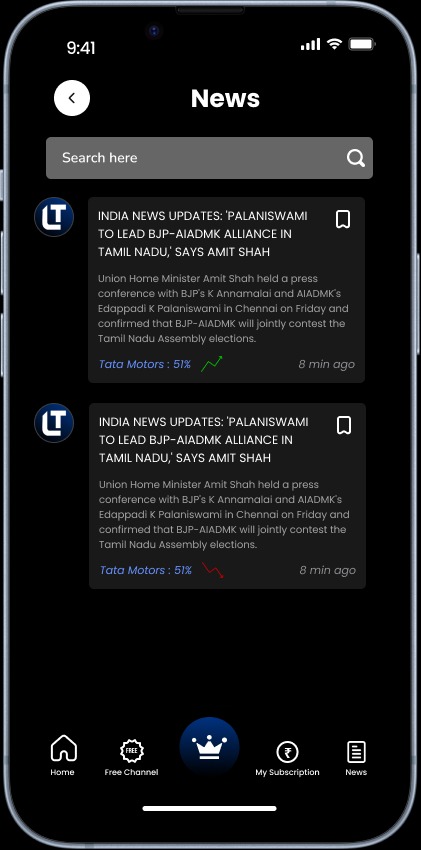 9:41
News
Search here
LT
INDIA NEWS UPDATES: 'PALANISWAMI
TO LEAD BJP-AIADMK ALLIANCE IN
TAMIL NADU,' SAYS AMIT SHAH
Union Home Minister Amit Shah held a press
conference with BJP's K Annamalai and AIADMK's
Edappadi K Palaniswami in Chennai on Friday and
confirmed that BJP-AIADMK will jointly contest the
Tamil Nadu Assembly elections.
Tata Motors : 51% 8 min ago
LT
INDIA NEWS UPDATES: 'PALANISWAMI
TO LEAD BJP-AIADMK ALLIANCE IN
TAMIL NADU,' SAYS AMIT SHAH
Union Home Minister Amit Shah held a press
conference with BJP's K Annamalai and AIADMK's
Edappadi K Palaniswami in Chennai on Friday and
confirmed that BJP-AIADMK will jointly contest the
Tamil Nadu Assembly elections.
Tata Motors : 51% 8 min ago
FREE ₹
Home Free Channel My Subscription News